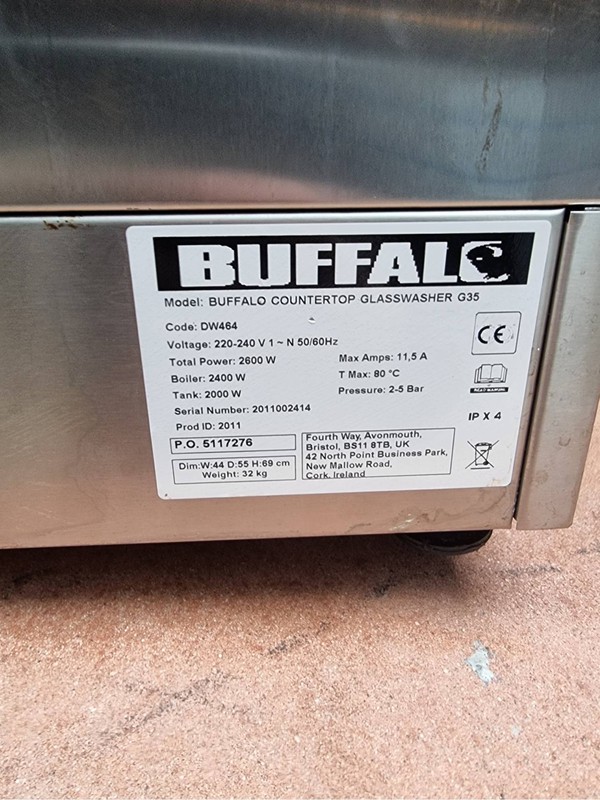 BUFFALO
Model: BUFFALO COUNTERTOP GLASSWASHER G35
Code: DW464
Voltage: 220-240 V 1 ~ N 50/60Hz
Total Power: 2600 W
Boiler: 2400 W
Tank: 2000 W
Serial Number: 2011002414
Prod ID: 2011
P.O. 5117276
Dim:W:44 D:55 H:69 cm
Weight: 32 kg
Max Amps: 11,5 A
T Max: 80 °C
Pressure: 2-5 Bar
Fourth Way, Avonmouth,
Bristol, BS11 8TB, UK
42 North Point Business Park,
New Mallow Road,
Cork, Ireland
CE
READ MANUAL
IP X 4